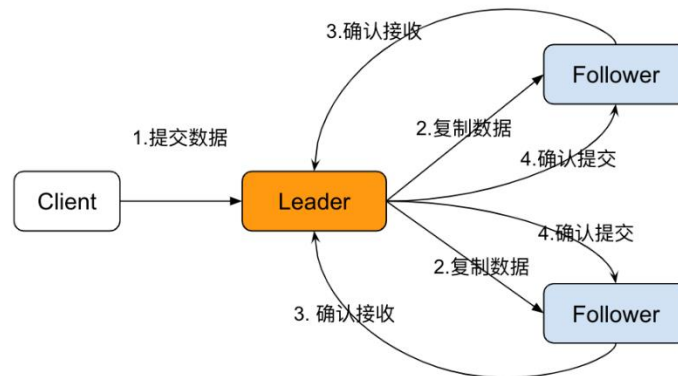 3.确认接收
Follower
2.复制数据
1.提交数据
4.确认提交
Client
Leader
4.确认提交
2.复制数据
3. 确认接收
Follower